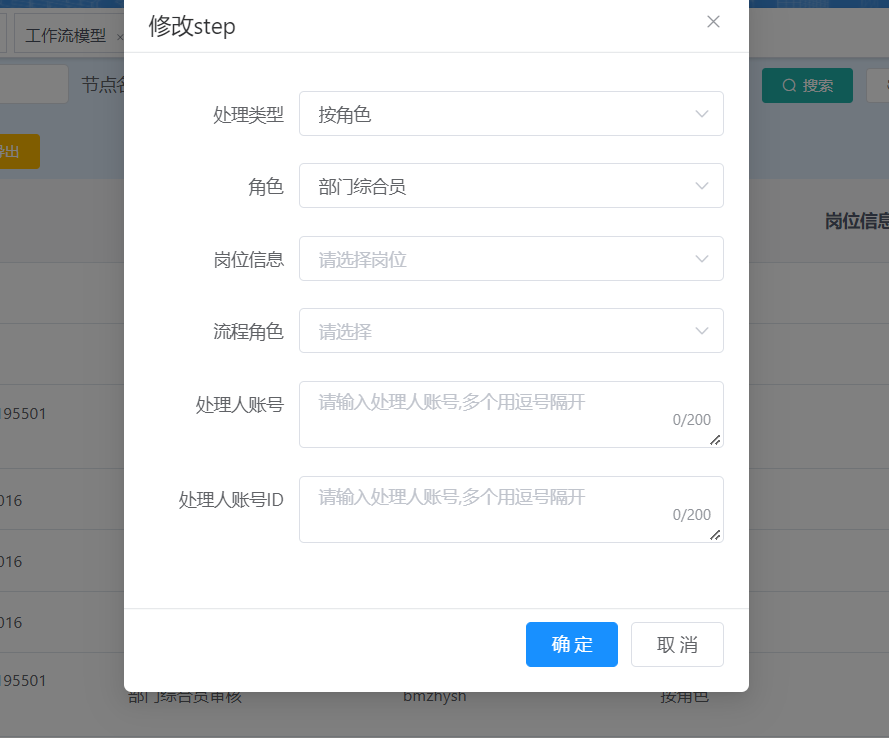 修改step
工作流模型 ×
节点名
搜索
导出
处理类型 按角色
角色 部门综合员
岗位信息
岗位信息 请选择岗位
流程角色 请选择
处理人账号 请输入处理人账号,多个用逗号隔开
0/200
195501
处理人账号ID 请输入处理人账号,多个用逗号隔开
0/200
016
016
016
确 定 取 消
195501
部门综合员审核 bmzhysh 按角色